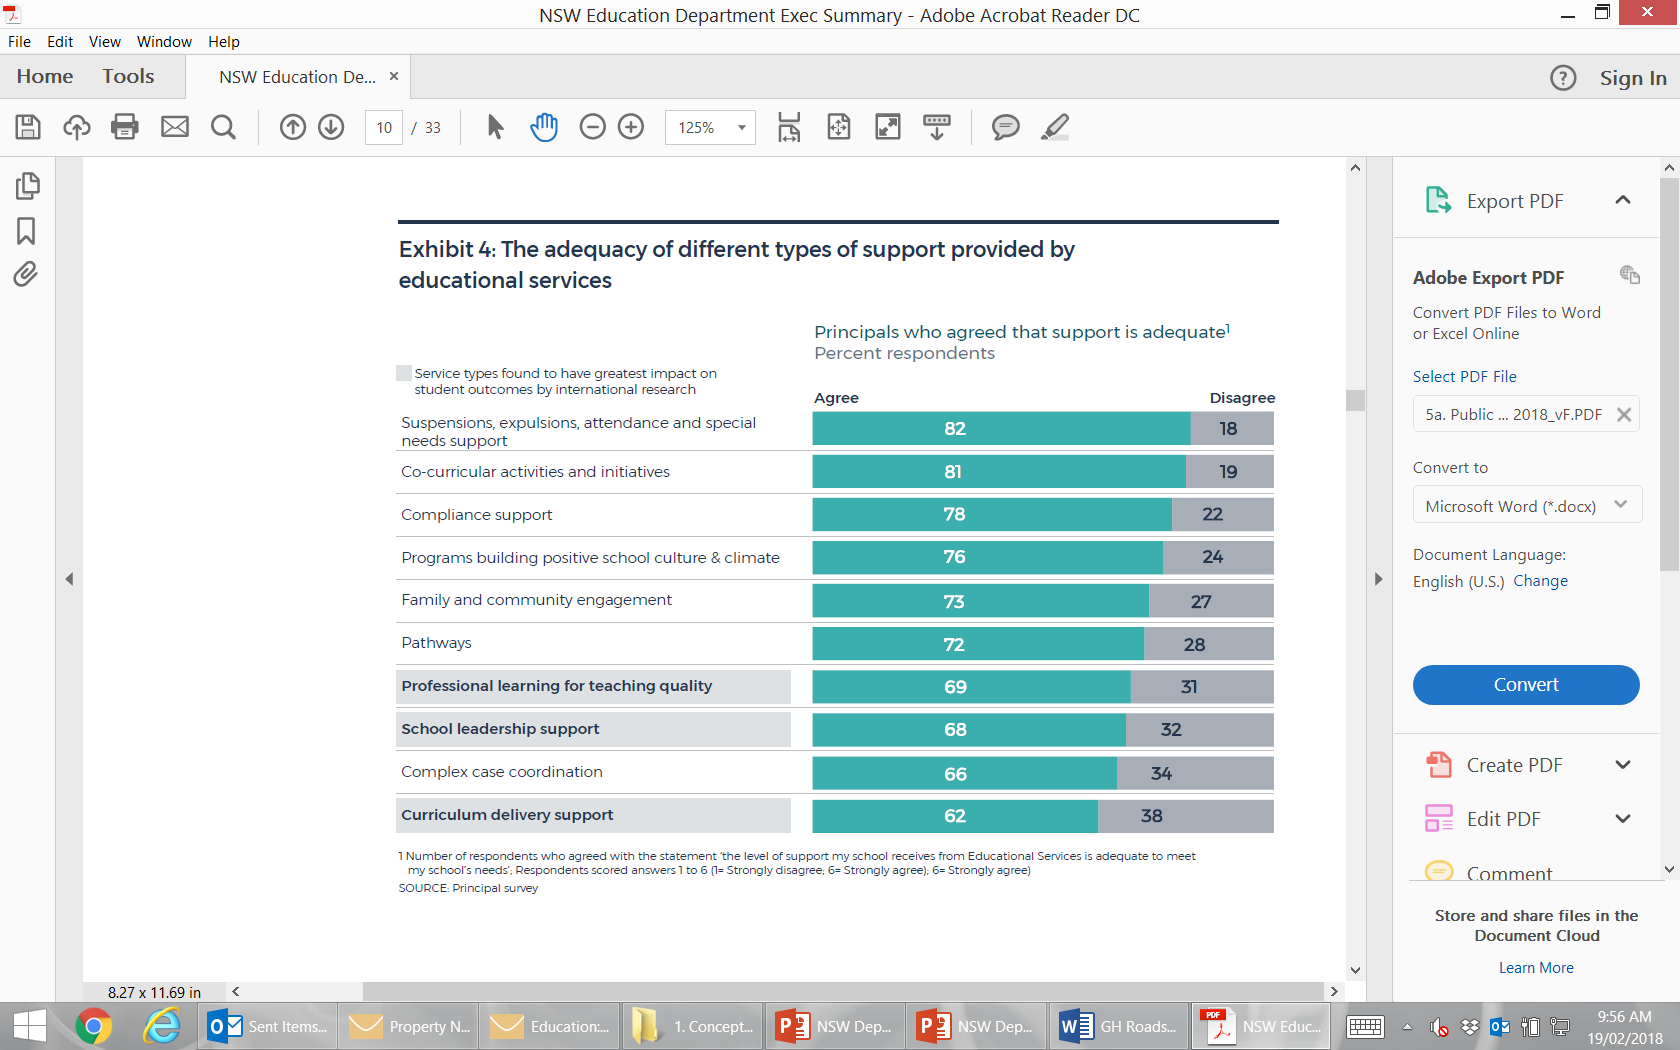 NSW Education Department Exec Summary - Adobe Acrobat Reader DC
File Edit View Window Help
Home Tools NSW Education De... × ? Sign In
10 / 33 125%
Export PDF
Adobe Export PDF
Convert PDF Files to Word
or Excel Online
Select PDF File
5a. Public ... 2018_vF.PDF
Convert to
Microsoft Word (*.docx)
Document Language:
English (U.S.) Change
Convert
Create PDF
Edit PDF
Comment
Store and share files in the
Document Cloud
Learn More
Exhibit 4: The adequacy of different types of support provided by
educational services
Principals who agreed that support is adequate1
Percent respondents
Service types found to have greatest impact on
student outcomes by international research
Agree Disagree
Suspensions, expulsions, attendance and special
needs support
82 18
Co-curricular activities and initiatives 81 19
Compliance support 78 22
Programs building positive school culture & climate 76 24
Family and community engagement 73 27
Pathways 72 28
Professional learning for teaching quality 69 31
School leadership support 68 32
Complex case coordination 66 34
Curriculum delivery support 62 38
1 Number of respondents who agreed with the statement 'the level of support my school receives from Educational Services is adequate to meet
my school's needs'; Respondents scored answers 1 to 6 (1= Strongly disagree; 6= Strongly agree); 6= Strongly agree)
SOURCE: Principal survey
8.27 x 11.69 in
Sent Items... Property N... Education:... 1. Concept... NSW Dep... NSW Dep... GH Roads... PDF NSW Educ...
9:56 AM
19/02/2018